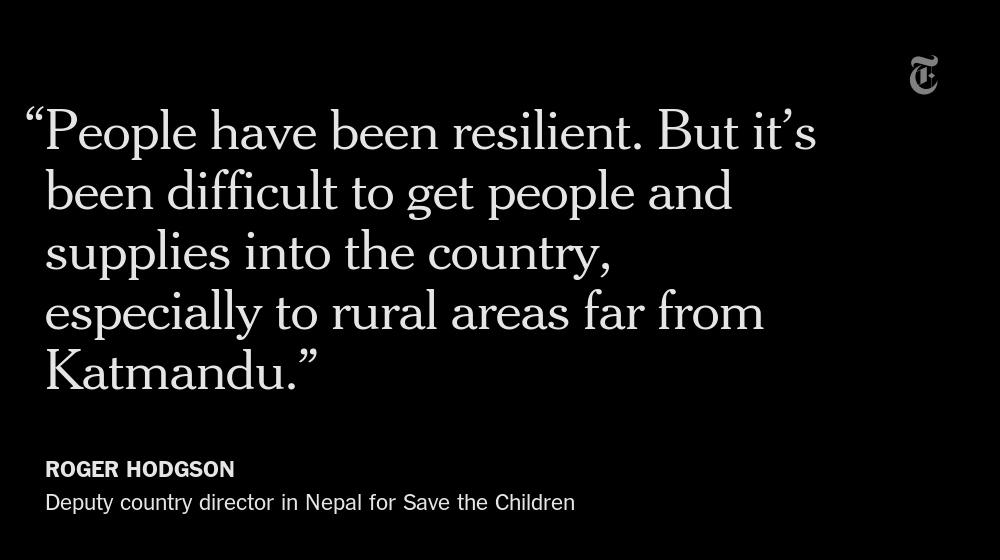 “People have been resilient. But it’s
been difficult to get people and
supplies into the country,
especially to rural areas far from
Katmandu.”
ROGER HODGSON
Deputy country director in Nepal for Save the Children